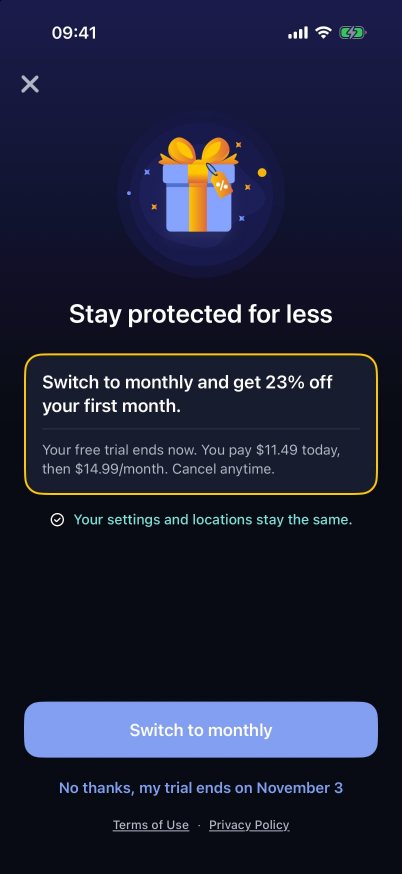 09:41
%
Stay protected for less
Switch to monthly and get 23% off
your first month.
Your free trial ends now. You pay $11.49 today,
then $14.99/month. Cancel anytime.
Your settings and locations stay the same.
Switch to monthly
No thanks, my trial ends on November 3
Terms of Use · Privacy Policy